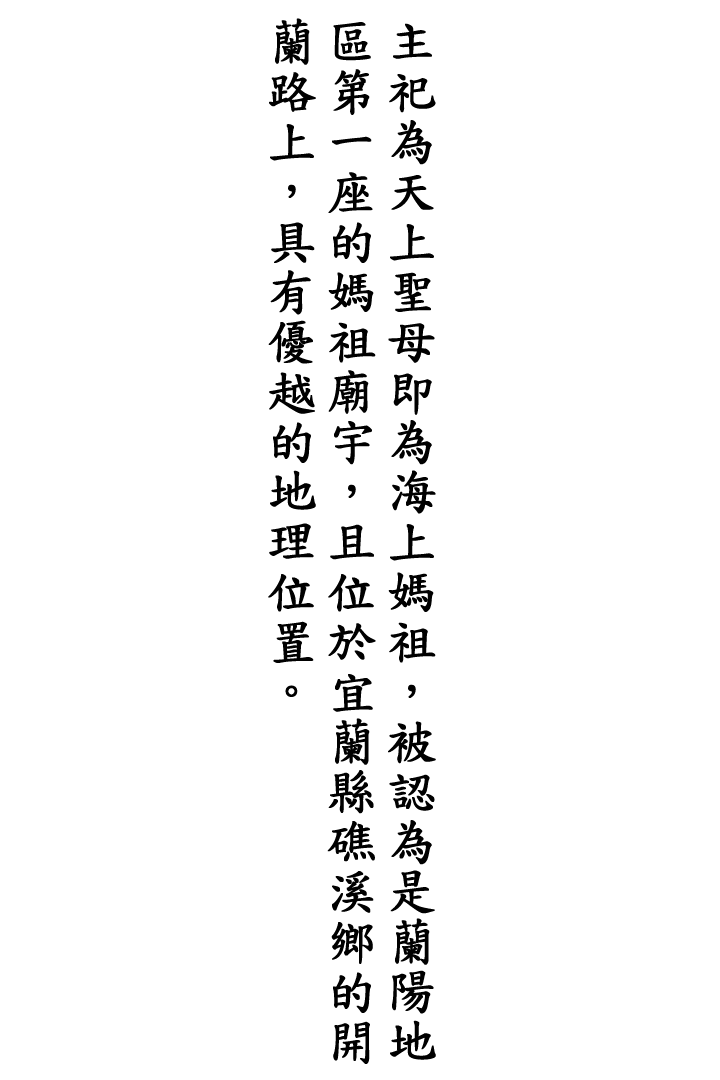 主祀為天上聖母即為海上媽祖，被認為是蘭陽地
區第一座的媽祖廟宇，且位於宜蘭縣礁溪鄉的開
蘭路上，具有優越的地理位置。